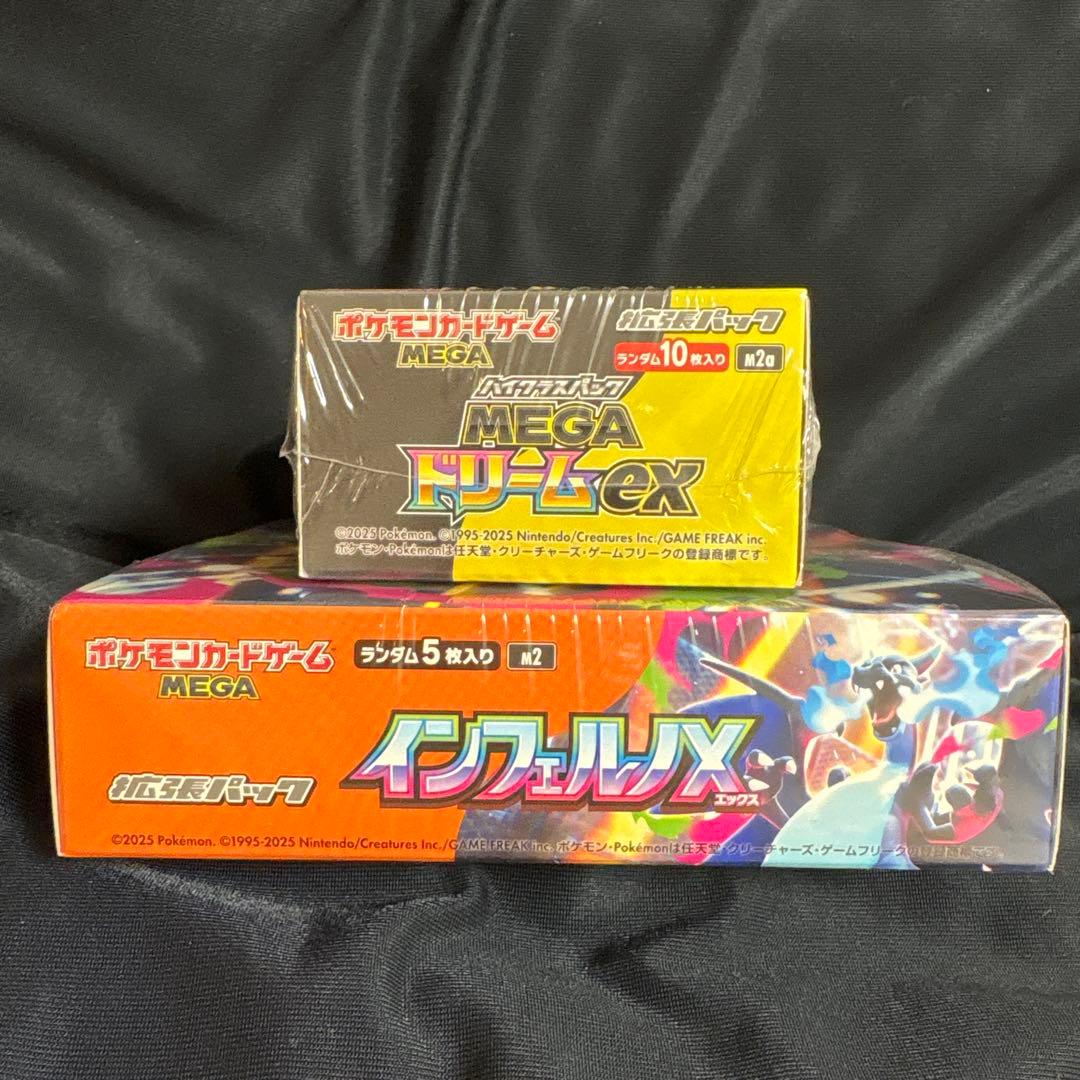 ポケモンカードゲーム
MEGA
拡張パック
ランダム10枚入り
M2a
ハイクラスパック
MEGA
ドリームex
©2025 Pokémon. ©1995-2025 Nintendo/Creatures Inc./GAME FREAK inc.
ポケモン・Pokémonは任天堂・クリーチャーズ・ゲームフリークの登録商標です。
ポケモンカードゲーム
MEGA
ランダム5枚入り
M2
インフェルノX
エックス
拡張パック
©2025 Pokémon. ©1995-2025 Nintendo/Creatures Inc./GAME FREAK inc. ポケモン・Pokémonは任天堂・クリーチャーズ・ゲームフリークの登録商標です。